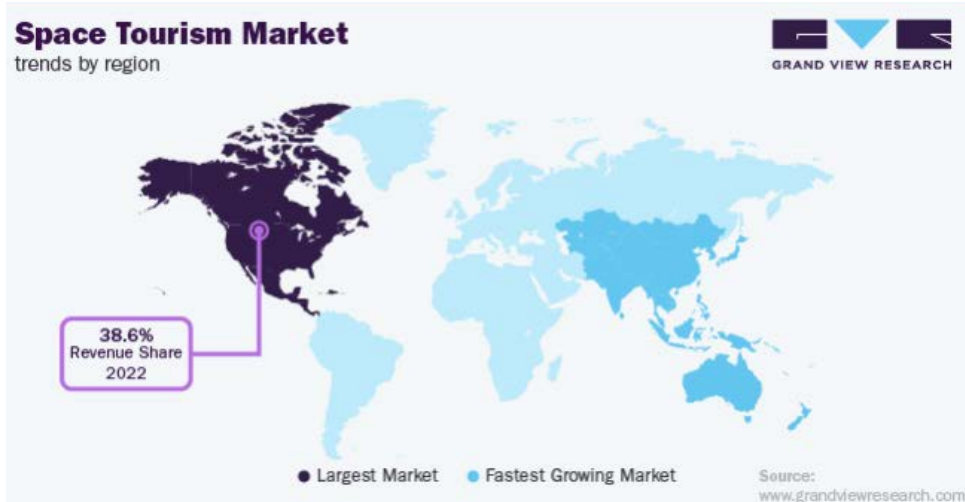 Space Tourism Market
trends by region
GRAND VIEW RESEARCH
38.6%
Revenue Share
2022
Largest Market
Fastest Growing Market
Source:
www.grandviewresearch.com